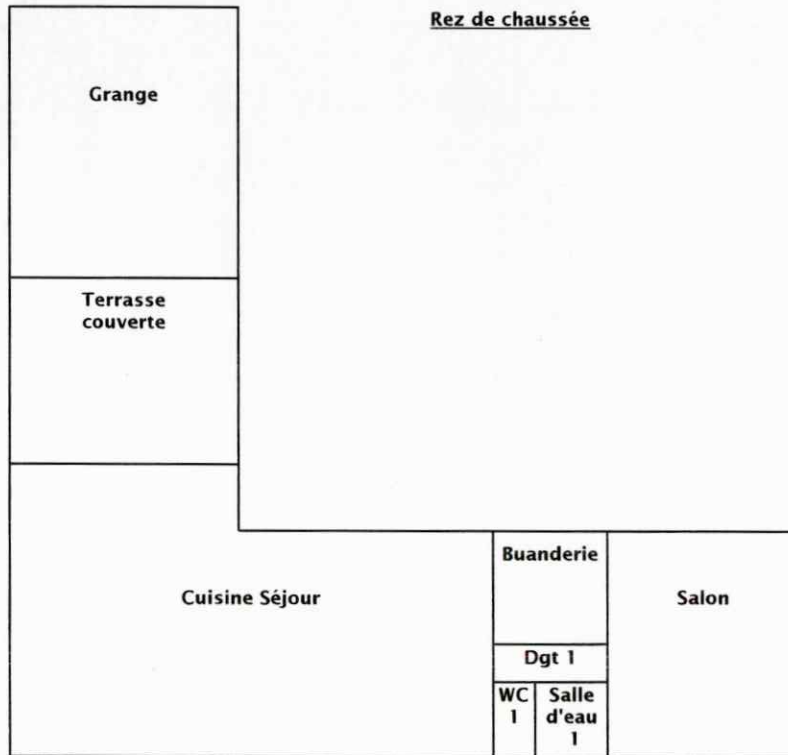 Rez de chaussée
Grange
Terrasse
couverte
Buanderie
Cuisine Séjour
Salon
Dgt 1
WC
1
Salle
d'eau
1